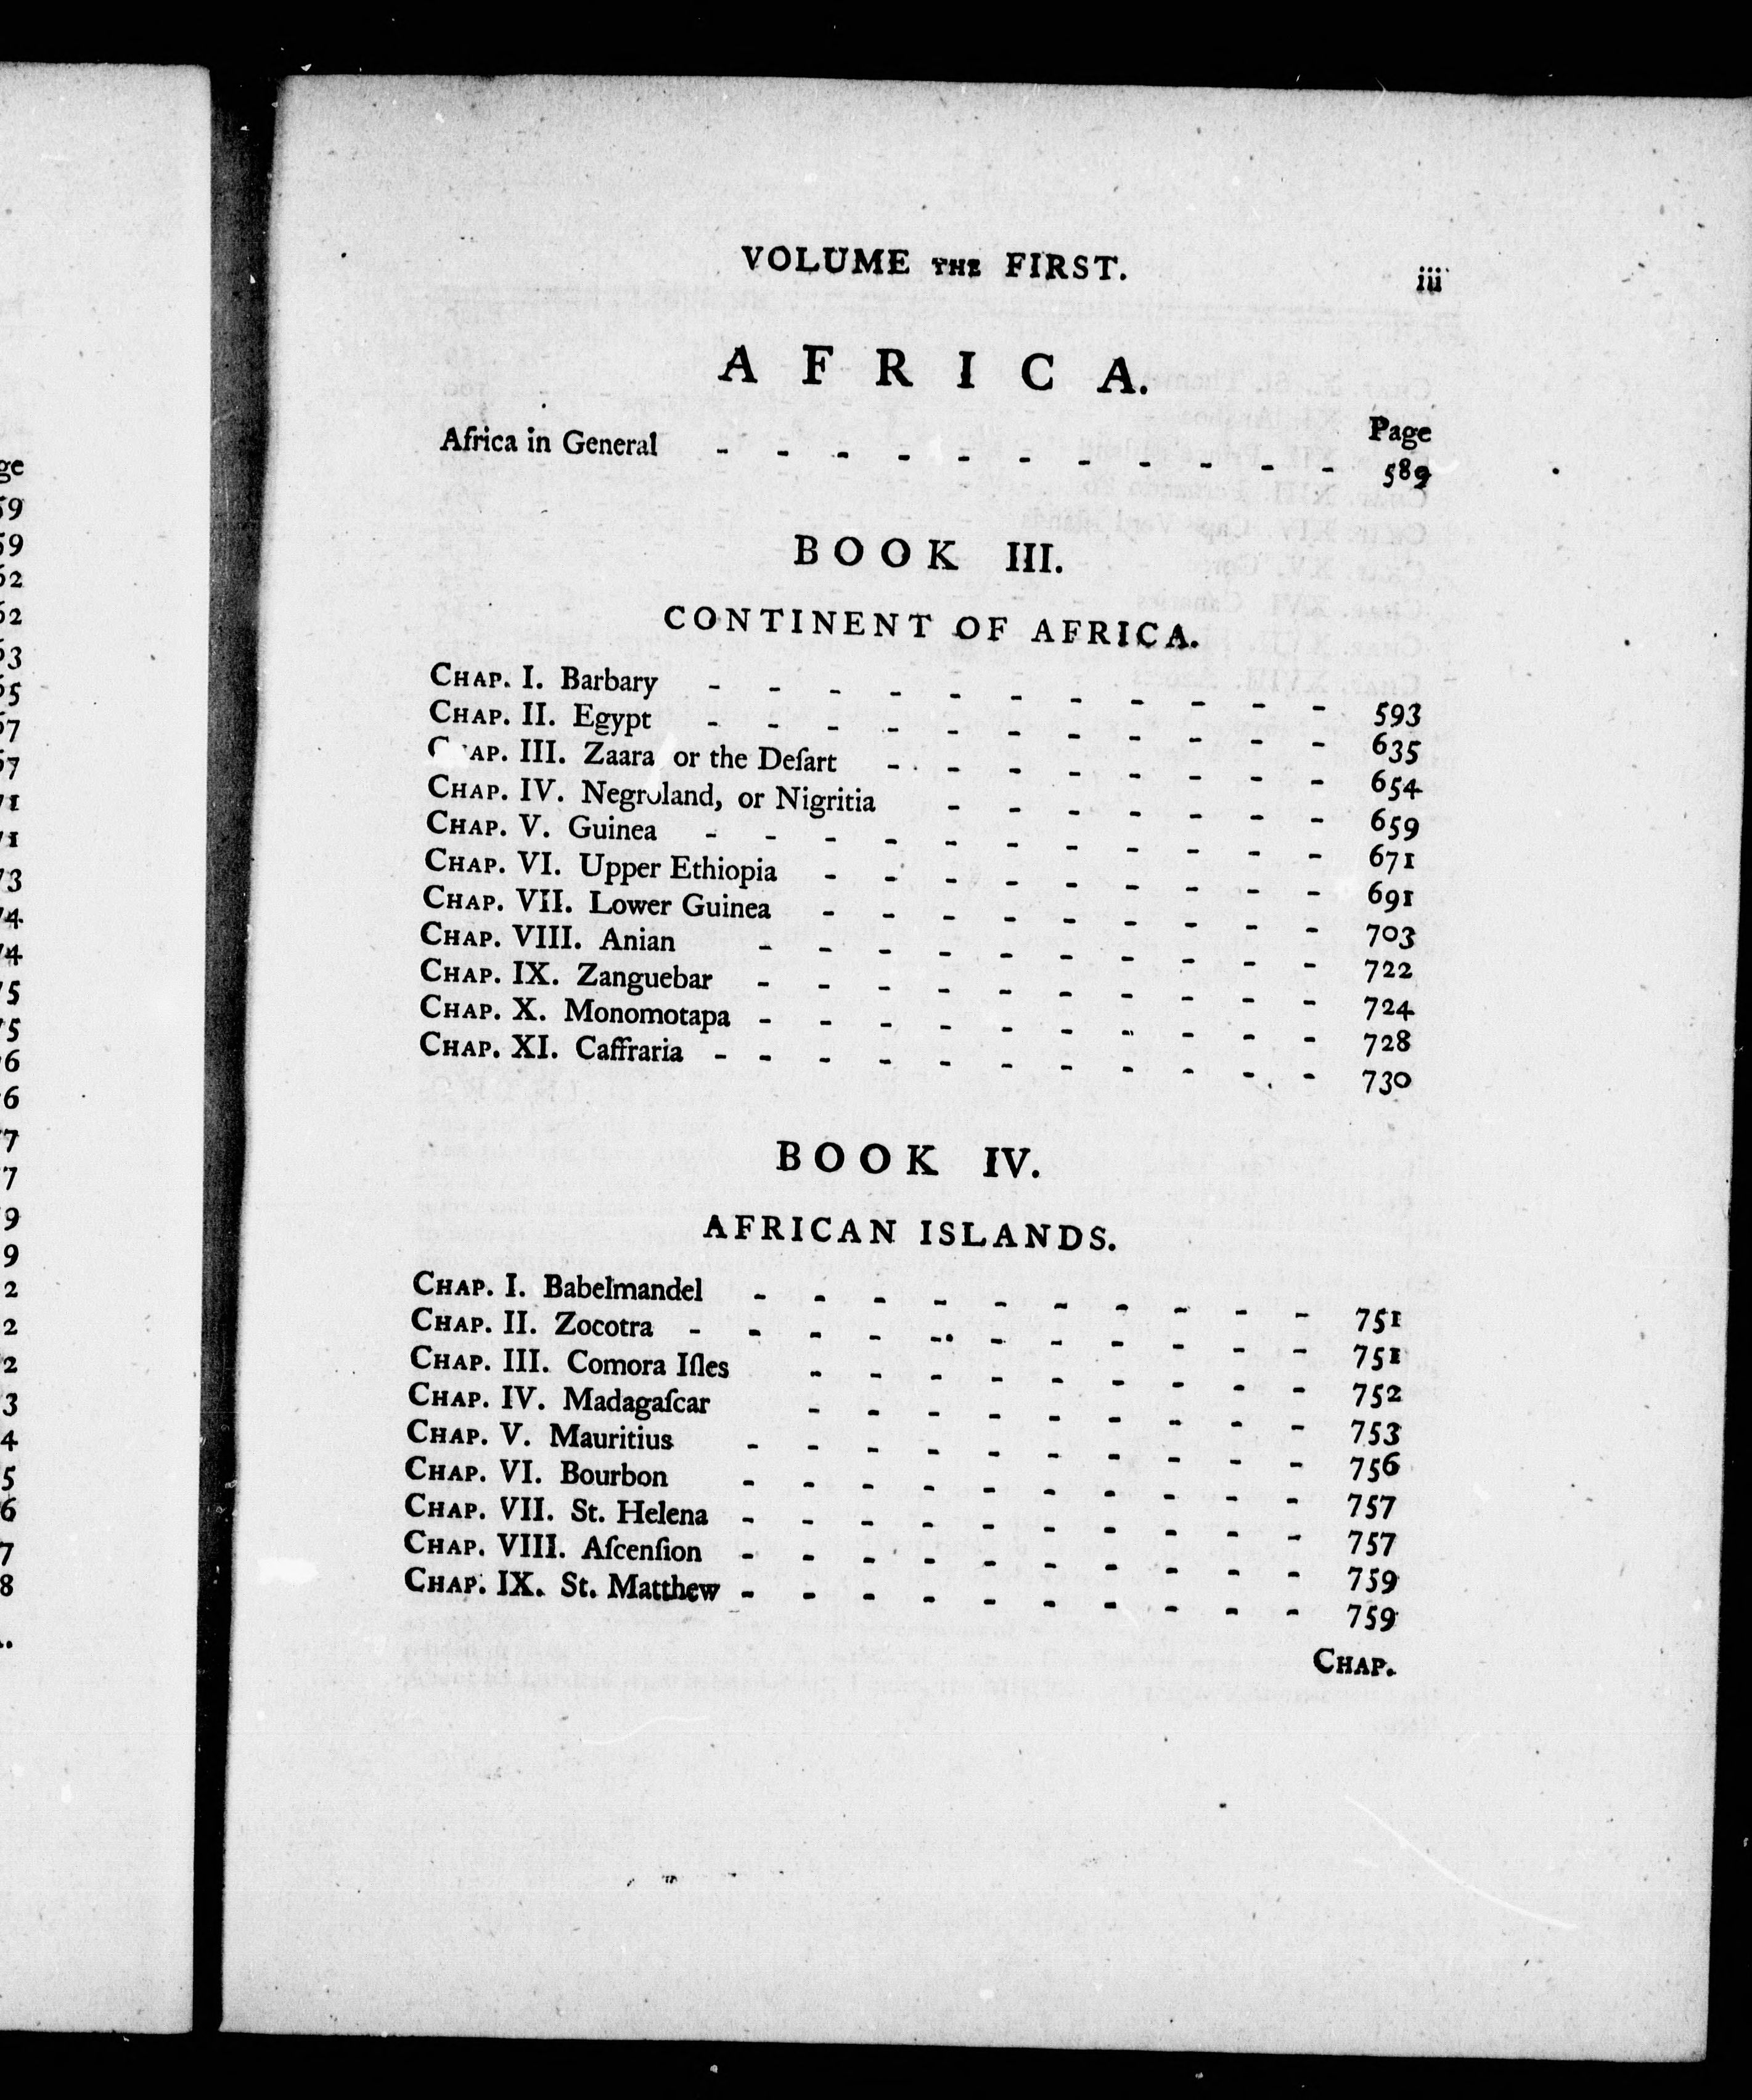 VOLUME THE FIRST. iii
AFRICA.
Page
Africa in General - - - - - - - - - - - 589
BOOK III.
CONTINENT OF AFRICA.
CHAP. I. Barbary - - - - - - - - - - - 593
CHAP. II. Egypt - - - - - - - - - - - 635
CHAP. III. Zaara or the Deſart - - - - - - - - 654
CHAP. IV. Negroland, or Nigritia - - - - - - - 659
CHAP. V. Guinea - - - - - - - - - - - 671
CHAP. VI. Upper Ethiopia - - - - - - - - - 691
CHAP. VII. Lower Guinea - - - - - - - - - 703
CHAP. VIII. Anian - - - - - - - - - - 722
CHAP. IX. Zanguebar - - - - - - - - - - 724
CHAP. X. Monomotapa - - - - - - - - - - 728
CHAP. XI. Caffraria - - - - - - - - - - - 730
BOOK IV.
AFRICAN ISLANDS.
CHAP. I. Babelmandel - - - - - - - - - - 751
CHAP. II. Zocotra - - - - - - - - - - - 751
CHAP. III. Comora Iſles - - - - - - - - - 752
CHAP. IV. Madagaſcar - - - - - - - - - 753
CHAP. V. Mauritius - - - - - - - - - - 756
CHAP. VI. Bourbon - - - - - - - - - - 757
CHAP. VII. St. Helena - - - - - - - - - - 757
CHAP. VIII. Aſcenſion - - - - - - - - - - 759
CHAP. IX. St. Matthew - - - - - - - - - - 759
CHAP.